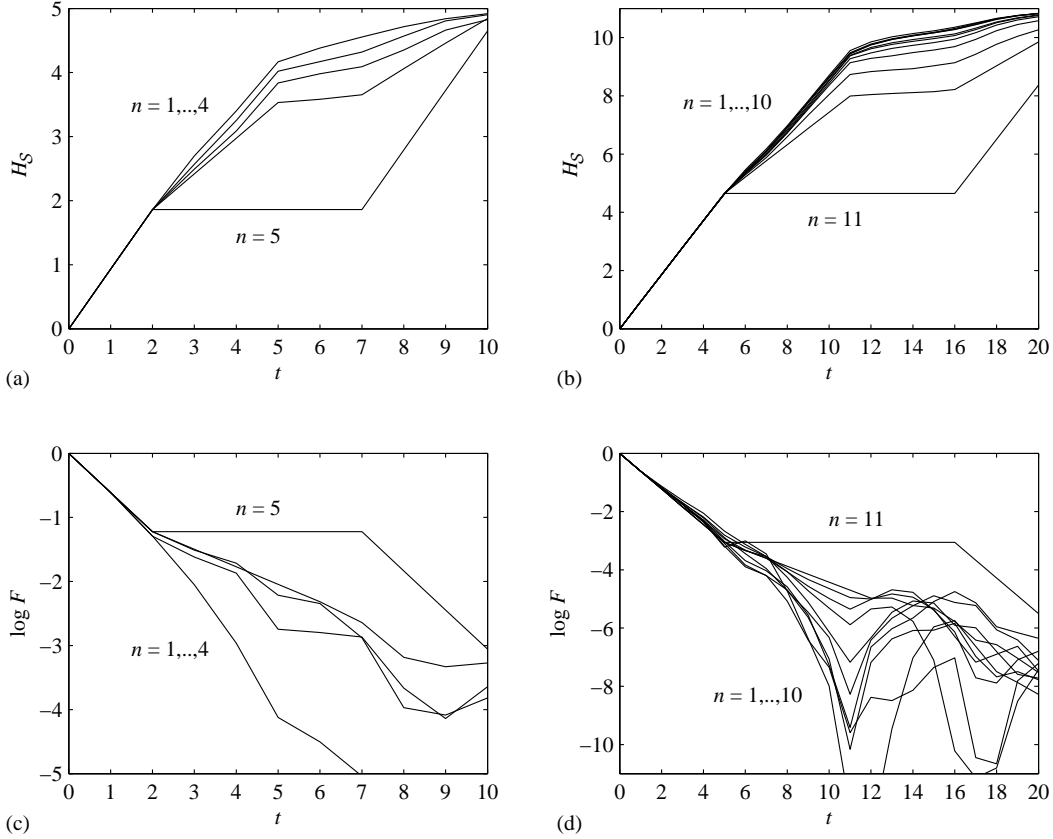 5
4
3
2
1
0
H_S
n = 1,..,4
n = 5
0 1 2 3 4 5 6 7 8 9 10
t
(a)
10
8
6
4
2
0
H_S
n = 1,..,10
n = 11
0 2 4 6 8 10 12 14 16 18 20
t
(b)
0
−1
−2
−3
−4
−5
log F
n = 5
n = 1,..,4
0 1 2 3 4 5 6 7 8 9 10
t
(c)
0
−2
−4
−6
−8
−10
log F
n = 11
n = 1,..,10
0 2 4 6 8 10 12 14 16 18 20
t
(d)